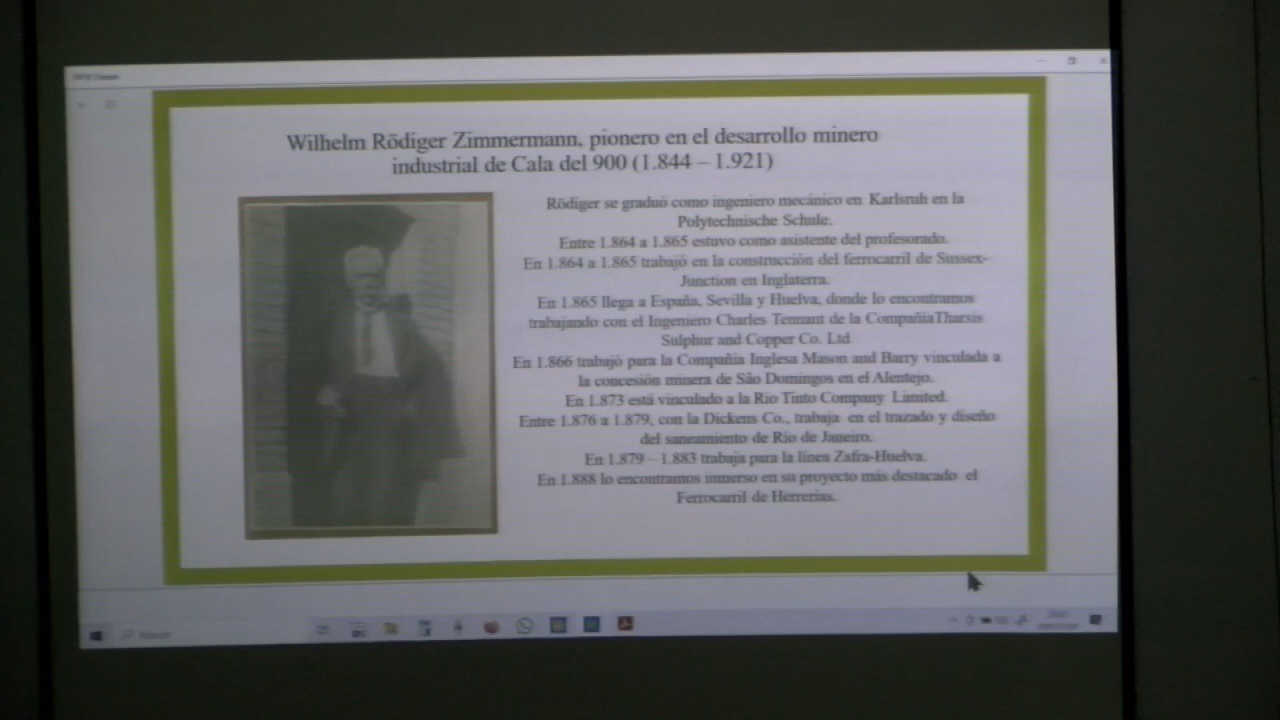 Wilhelm Rödiger Zimmermann, pionero en el desarrollo minero
industrial de Cala del 900 (1.844 – 1.921)
Rödiger se graduó como ingeniero mecánico en Karlsruh en la
Polytechnische Schule.
Entre 1.864 a 1.865 estuvo como asistente del profesorado.
En 1.864 a 1.865 trabajó en la construcción del ferrocarril de Sussex-
Junction en Inglaterra.
En 1.865 llega a España, Sevilla y Huelva, donde lo encontramos
trabajando con el Ingeniero Charles Tennant de la CompañiaTharsis
Sulphur and Copper Co. Ltd
En 1.866 trabajó para la Compañia Inglesa Mason and Barry vinculada a
la concesión minera de São Domingos en el Alentejo.
En 1.873 está vinculado a la Rio Tinto Company Limited.
Entre 1.876 a 1.879, con la Dickens Co., trabaja en el trazado y diseño
del saneamiento de Río de Janeiro.
En 1.879 – 1.883 trabaja para la linea Zafra-Huelva.
En 1.888 lo encontramos inmerso en su proyecto más destacado el
Ferrocarril de Herrerias.